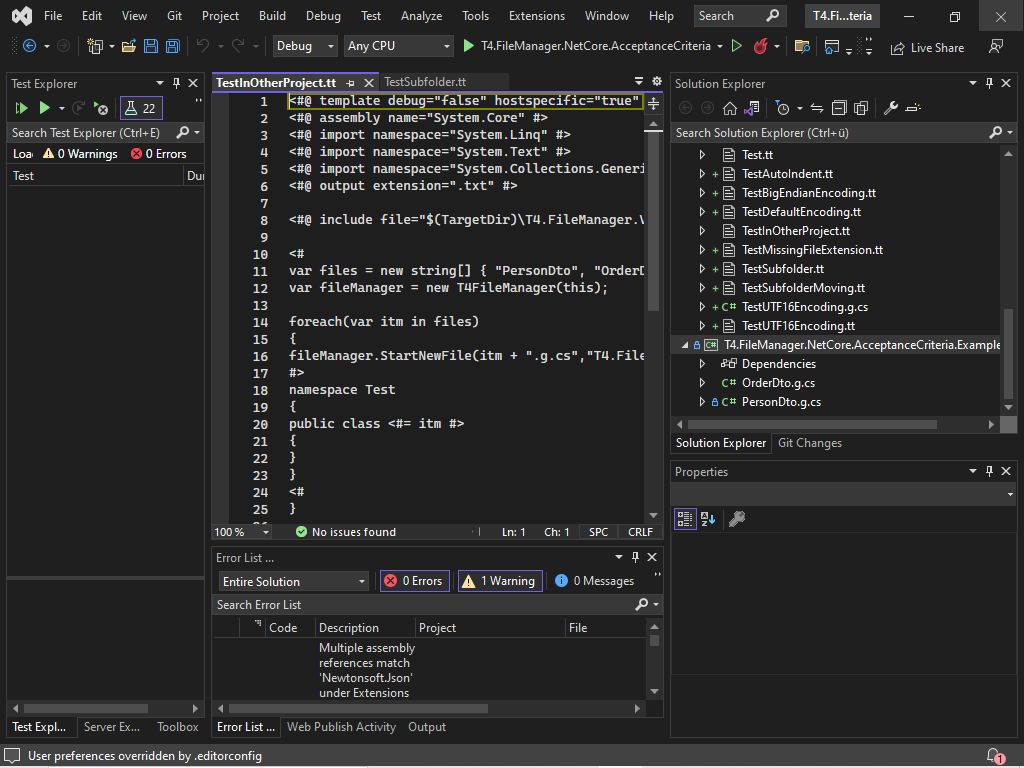 File Edit View Git Project Build Debug Test Analyze Tools Extensions Window Help Search T4.Fi...teria
Debug Any CPU T4.FileManager.NetCore.AcceptanceCriteria Live Share
Test Explorer
22
Search Test Explorer (Ctrl+E)
Loa 0 Warnings 0 Errors
Test Dur
Test Expl... Server Ex... Toolbox
TestInOtherProject.tt TestSubfolder.tt
1 <#@ template debug="false" hostspecific="true"
2 <#@ assembly name="System.Core" #>
3 <#@ import namespace="System.Linq" #>
4 <#@ import namespace="System.Text" #>
5 <#@ import namespace="System.Collections.Generi
6 <#@ output extension=".txt" #>
7
8 <#@ include file="$(TargetDir)\T4.FileManager.V
9
10 <#
11 var files = new string[] { "PersonDto", "OrderD
12 var fileManager = new T4FileManager(this);
13
14 foreach(var itm in files)
15 {
16 fileManager.StartNewFile(itm + ".g.cs","T4.File
17 #>
18 namespace Test
19 {
20 public class <#= itm #>
21 {
22 }
23 }
24 <#
25 }
100 % No issues found Ln: 1 Ch: 1 SPC CRLF
Error List ...
Entire Solution 0 Errors 1 Warning 0 Messages
Search Error List
Code Description Project File
Multiple assembly
references match
'Newtonsoft.Json'
under Extensions
Error List ... Web Publish Activity Output
Solution Explorer
Search Solution Explorer (Ctrl+ü)
Test.tt
TestAutoIndent.tt
TestBigEndianEncoding.tt
TestDefaultEncoding.tt
TestInOtherProject.tt
TestMissingFileExtension.tt
TestSubfolder.tt
TestSubfolderMoving.tt
C# TestUTF16Encoding.g.cs
TestUTF16Encoding.tt
C# T4.FileManager.NetCore.AcceptanceCriteria.Example
Dependencies
C# OrderDto.g.cs
C# PersonDto.g.cs
Solution Explorer Git Changes
Properties
User preferences overridden by .editorconfig 1